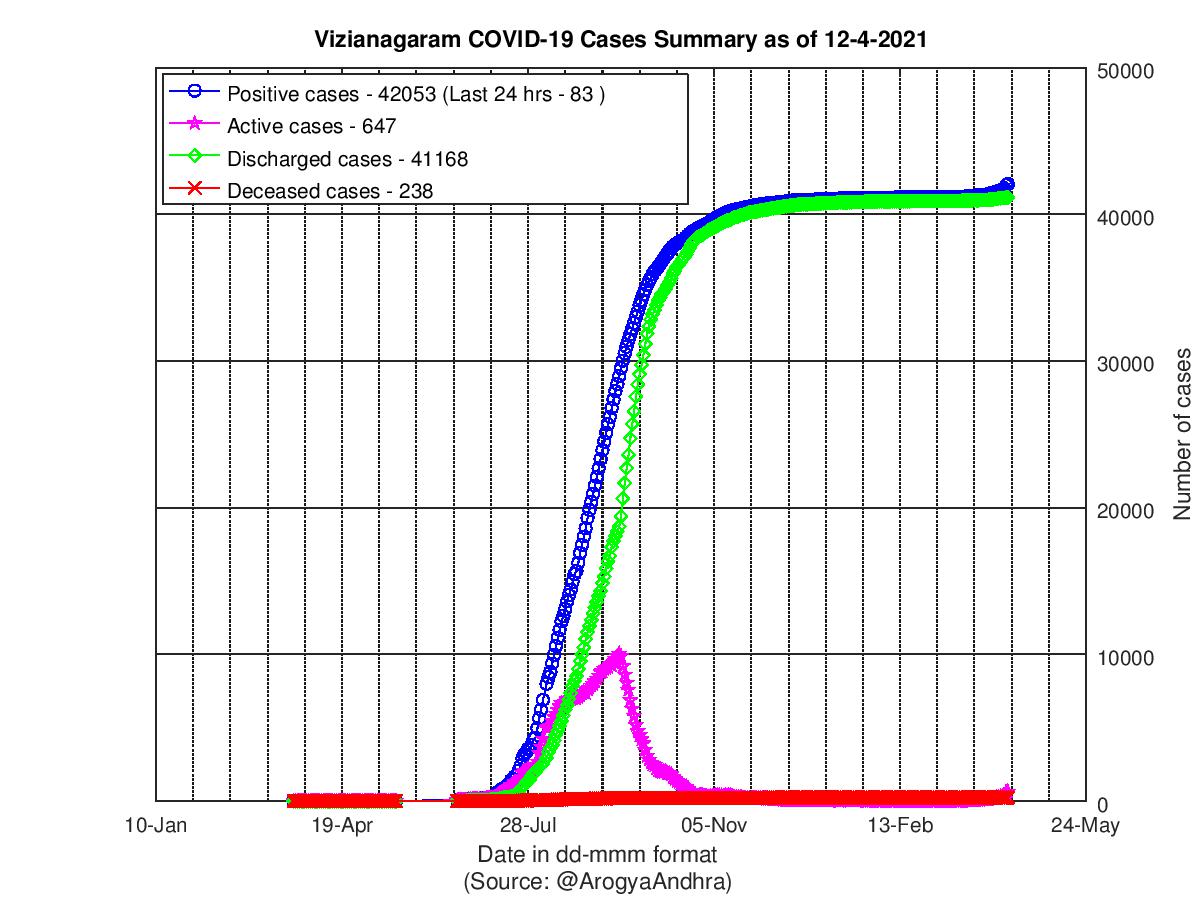 Vizianagaram COVID-19 Cases Summary as of 12-4-2021
Positive cases - 42053 (Last 24 hrs - 83 )
Active cases - 647
Discharged cases - 41168
Deceased cases - 238
50000
40000
30000
20000
10000
0
Number of cases
10-Jan 19-Apr 28-Jul 05-Nov 13-Feb 24-May
Date in dd-mmm format
(Source: @ArogyaAndhra)